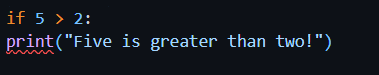 if 5 > 2:
print("Five is greater than two!")